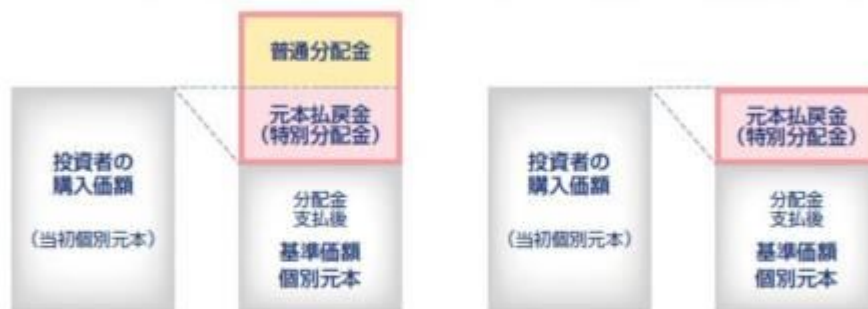 普通分配金
元本払戻金
(特別分配金)
投資者の
購入価額
(当初個別元本)
分配金
支払後
基準価額
個別元本
元本払戻金
(特別分配金)
投資者の
購入価額
(当初個別元本)
分配金
支払後
基準価額
個別元本